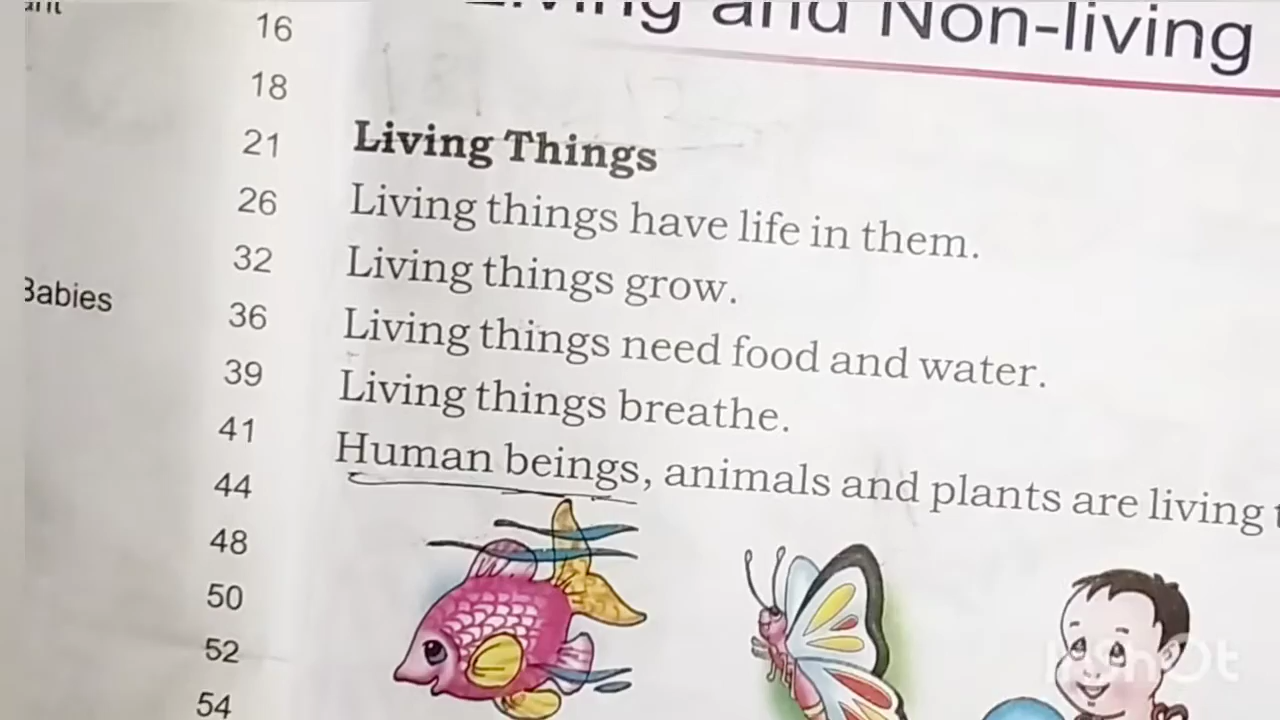 16
18
21
26
32
36
39
41
44
48
50
52
54
Babies
Living and Non-living
Living Things
Living things have life in them.
Living things grow.
Living things need food and water.
Living things breathe.
Human beings, animals and plants are living
InShOt